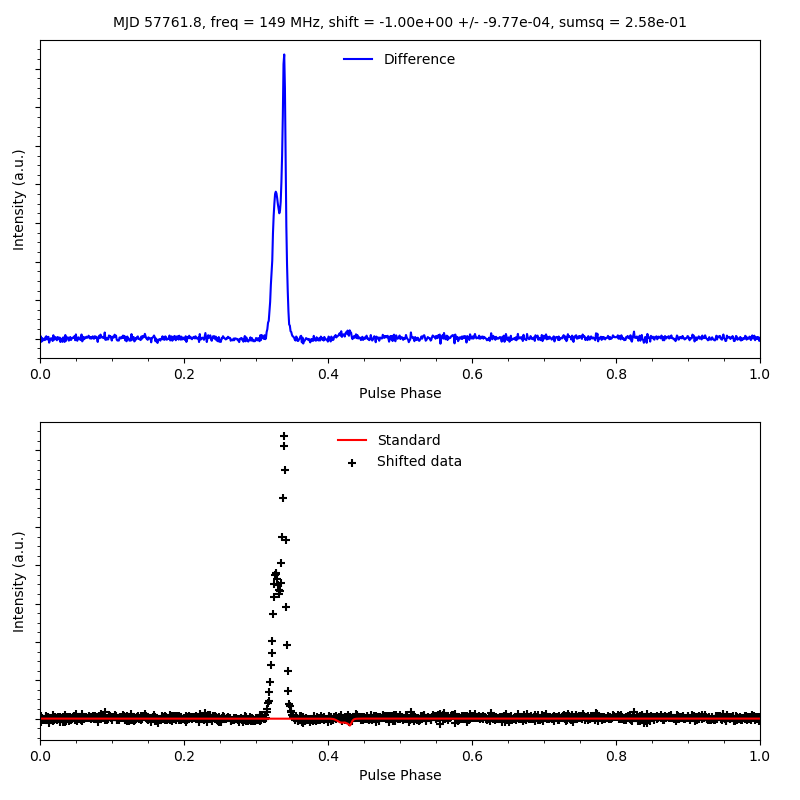 MJD 57761.8, freq = 149 MHz, shift = -1.00e+00 +/- -9.77e-04, sumsq = 2.58e-01
Difference
Intensity (a.u.)
0.0 0.2 0.4 0.6 0.8 1.0
Pulse Phase
Standard
Shifted data
Intensity (a.u.)
0.0 0.2 0.4 0.6 0.8 1.0
Pulse Phase